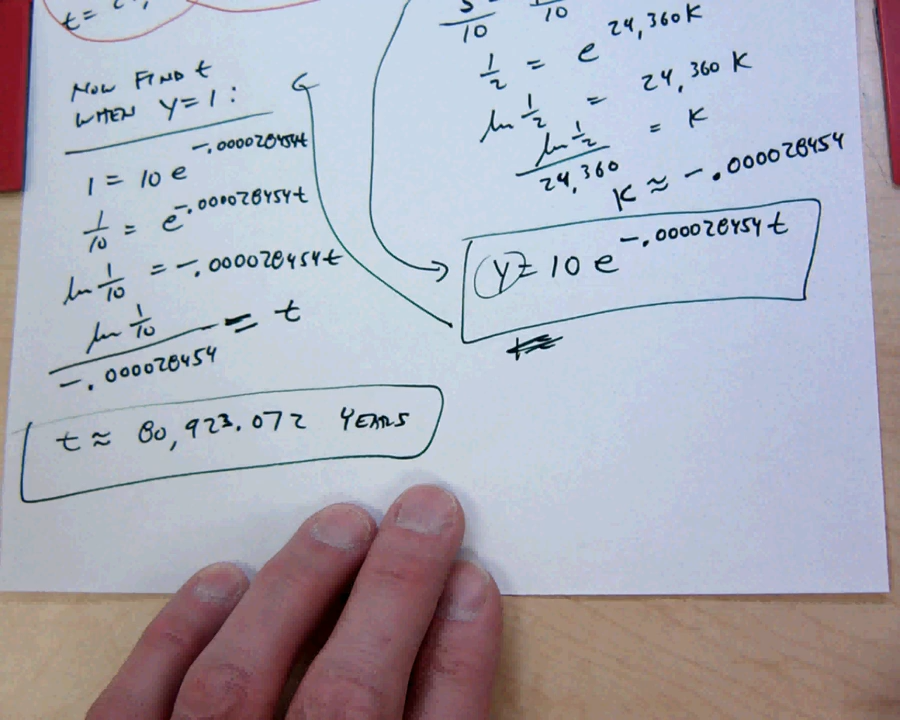 t =
NOW FIND t
WHEN y = 1 :
1 = 10 e^-.000028454t
1/10 = e^-.000028454t
ln 1/10 = -.000028454t
ln 1/10 / -.000028454 = t
t ≈ 80,923.072 YEARS
5/10 10/10
1/2 = e^24,360K
ln 1/2 = 24,360 K
ln 1/2 / 24,360 = K
K ≈ -.000028454
y = 10 e^-.000028454t